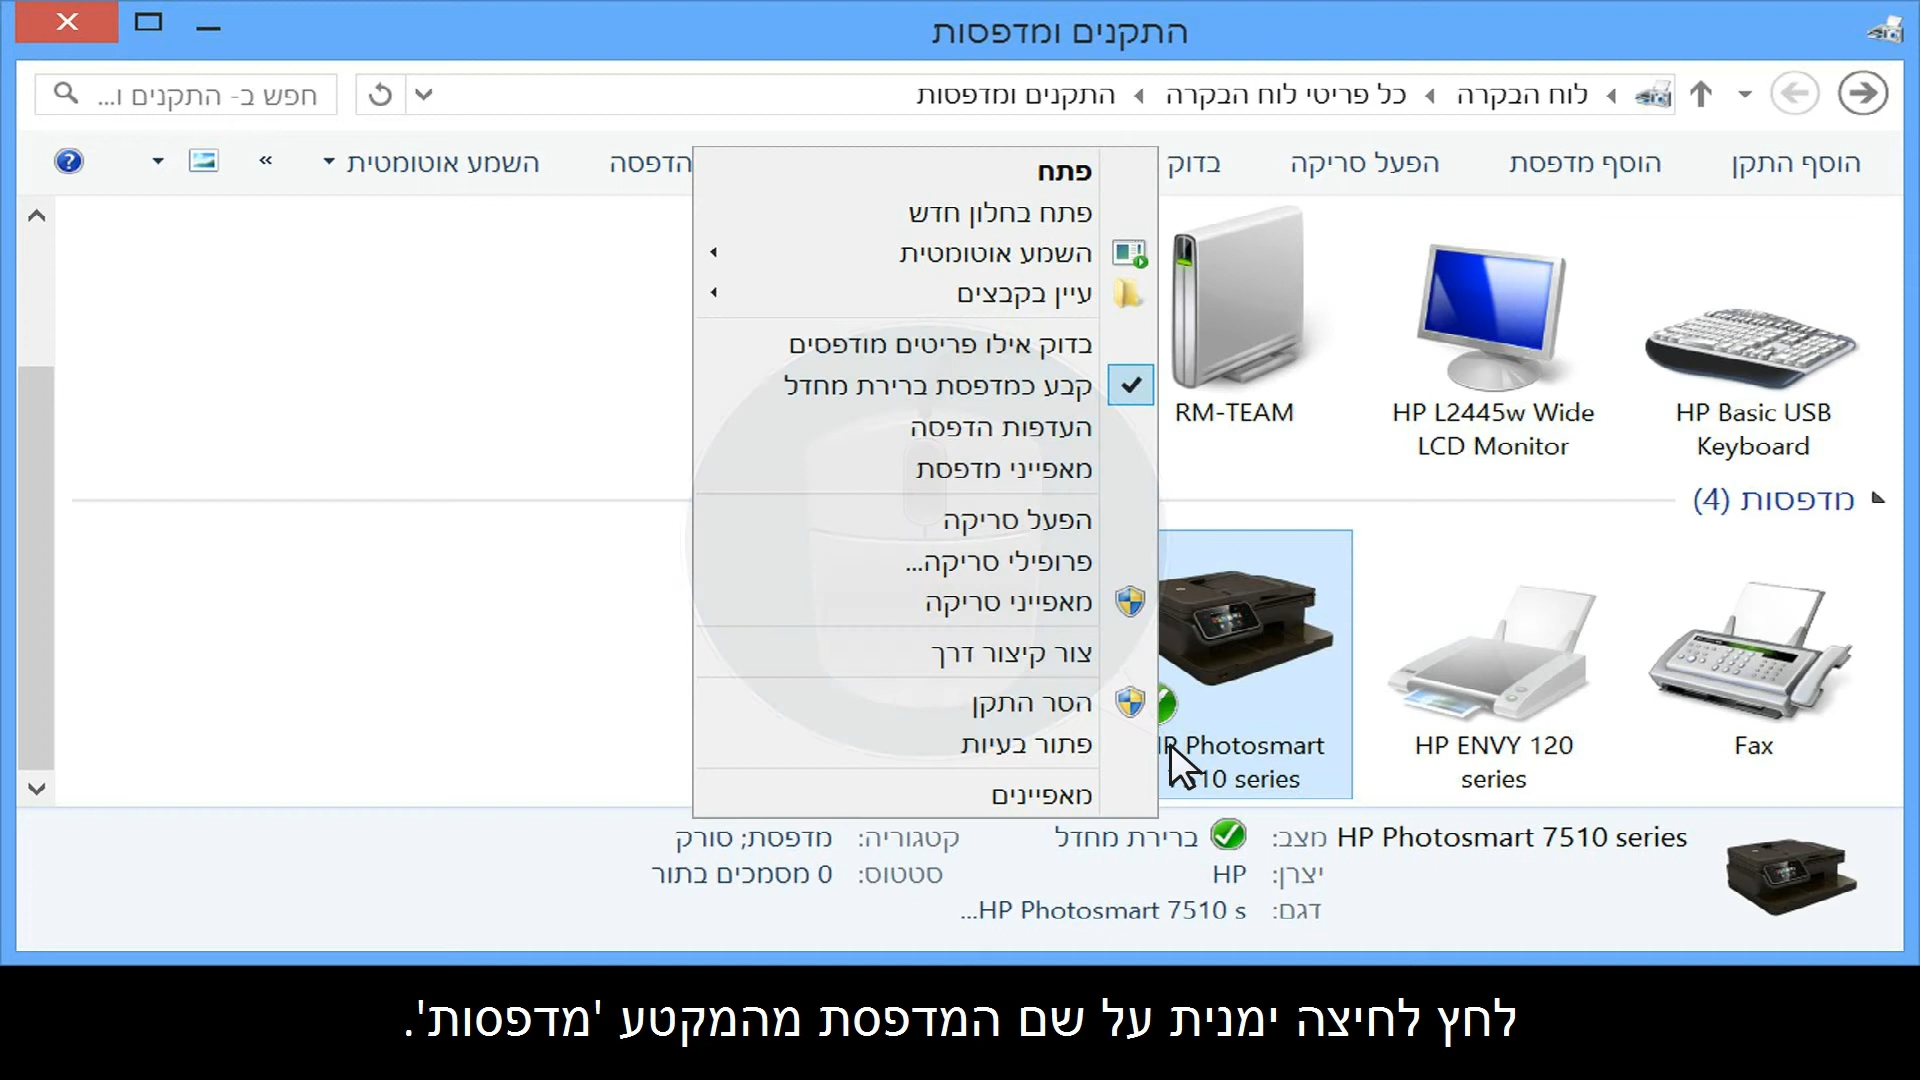 התקנים ומדפסות
לוח הבקרה
כל פריטי לוח הבקרה
התקנים ומדפסות
חפש ב- התקנים ו...
הוסף התקן
הוסף מדפסת
הפעל סריקה
בדוק
הדפסה
השמע אוטומטית
»
פתח
פתח בחלון חדש
השמע אוטומטית
עיין בקבצים
בדוק אילו פריטים מודפסים
קבע כמדפסת ברירת מחדל
העדפות הדפסה
מאפייני מדפסת
הפעל סריקה
פרופילי סריקה...
מאפייני סריקה
צור קיצור דרך
הסר התקן
פתור בעיות
מאפיינים
HP Basic USB
Keyboard
HP L2445w Wide
LCD Monitor
RM-TEAM
מדפסות (4)
Fax
HP ENVY 120
series
HP Photosmart
10 series
HP Photosmart 7510 series
מצב: ברירת מחדל
קטגוריה: מדפסת; סורק
יצרן: HP
סטטוס: 0 מסמכים בתור
דגם: HP Photosmart 7510 s...
לחץ לחיצה ימנית על שם המדפסת מהמקטע 'מדפסות'.